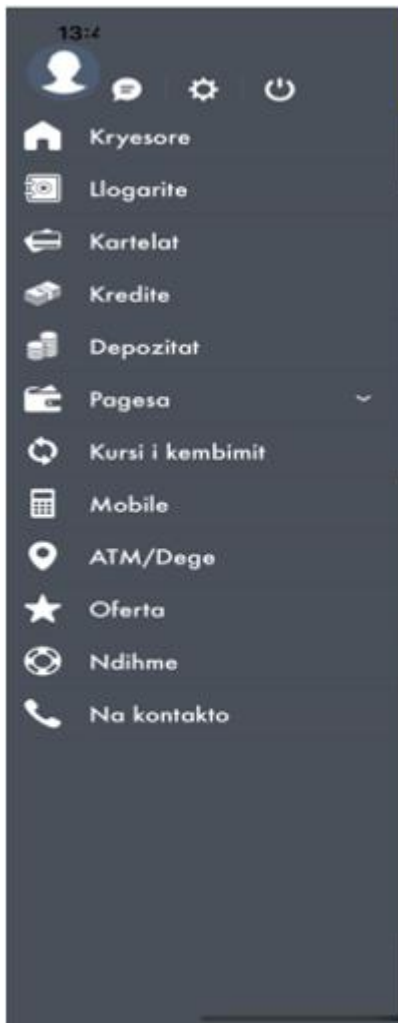 Kryesore
Llogarite
Kartelat
Kredite
Depozitat
Pagesa
Kursi i kembimit
Mobile
ATM/Dege
Oferta
Ndihme
Na kontakto